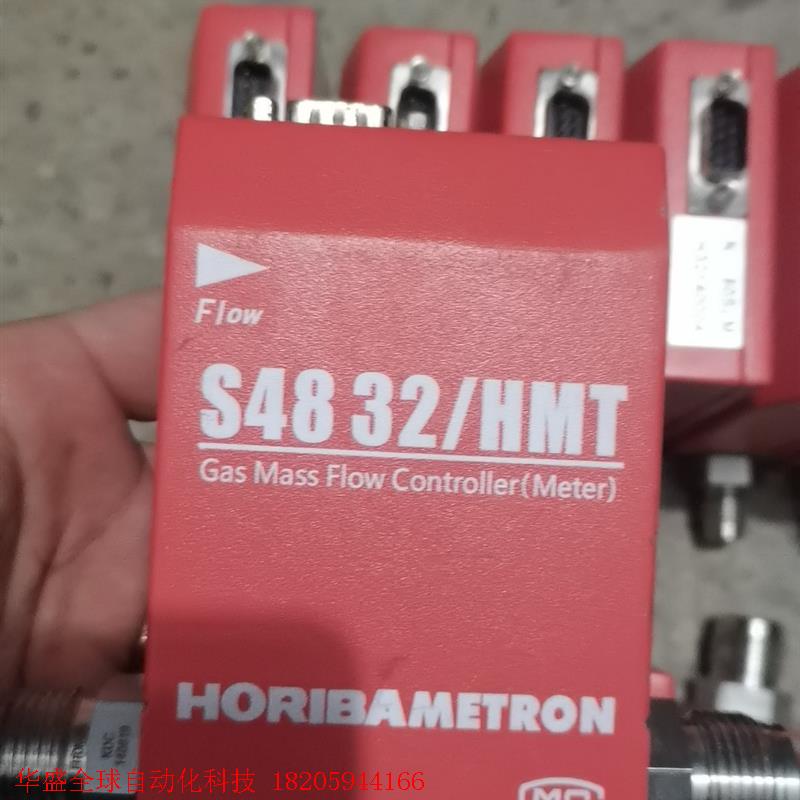 Flow
S48 32/HMT
Gas Mass Flow Controller(Meter)
HORIBAMETRON
KOC
华盛全球自动化科技 18205944166